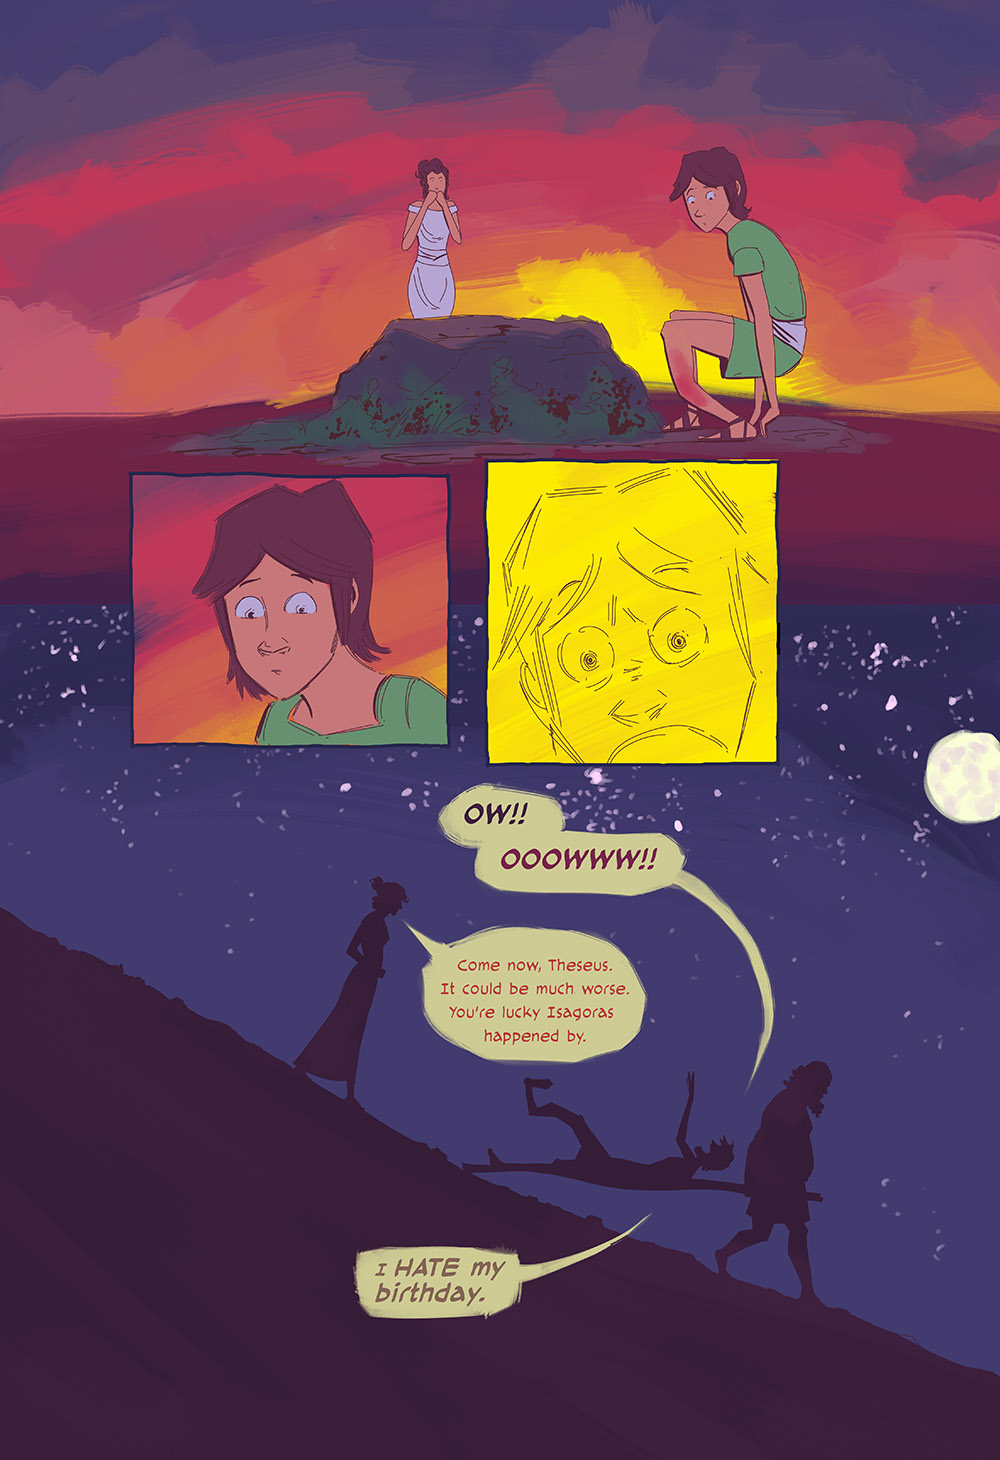 OW!!
OOOWWW!!
Come now, Theseus.
It could be much worse.
You're lucky Isagoras
happened by.
I HATE my
birthday.